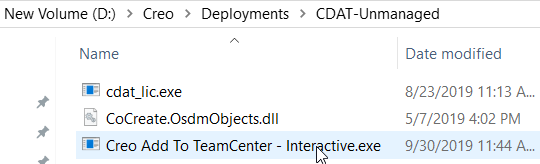 New Volume (D:) > Creo > Deployments > CDAT-Unmanaged
Name Date modified
cdat_lic.exe 8/23/2019 11:13 A...
CoCreate.OsdmObjects.dll 5/7/2019 4:02 PM
Creo Add To TeamCenter - Interactive.exe 9/30/2019 11:44 A...